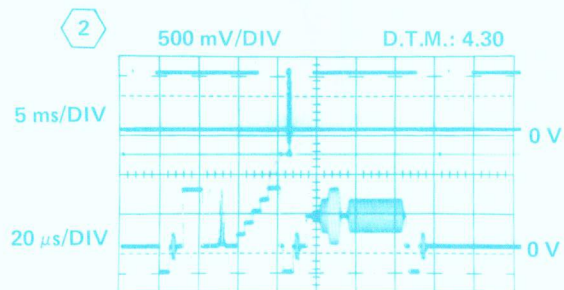 2
500 mV/DIV D.T.M.: 4.30
5 ms/DIV
0 V
20 μs/DIV
0 V